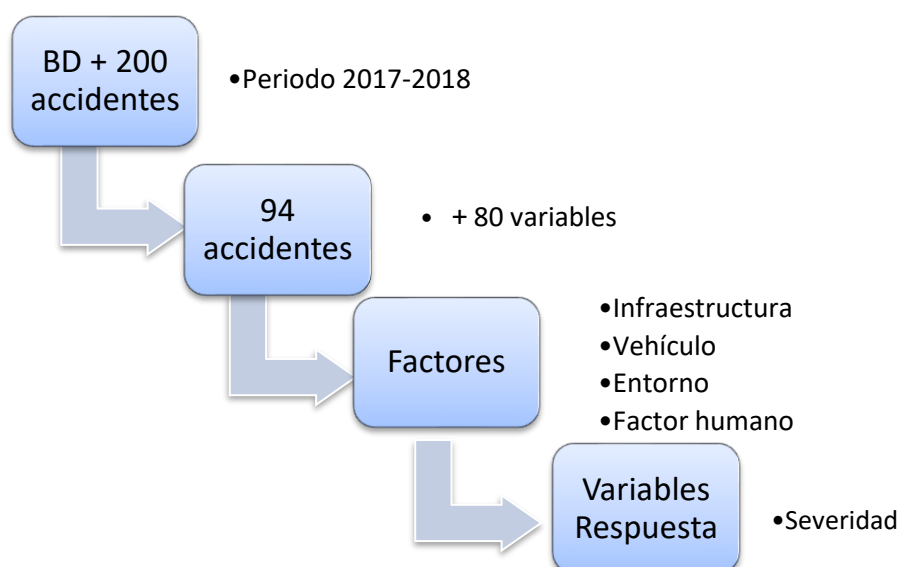 BD + 200
accidentes
•Periodo 2017-2018
94
accidentes
• + 80 variables
Factores
•Infraestructura
•Vehículo
•Entorno
•Factor humano
Variables
Respuesta
•Severidad